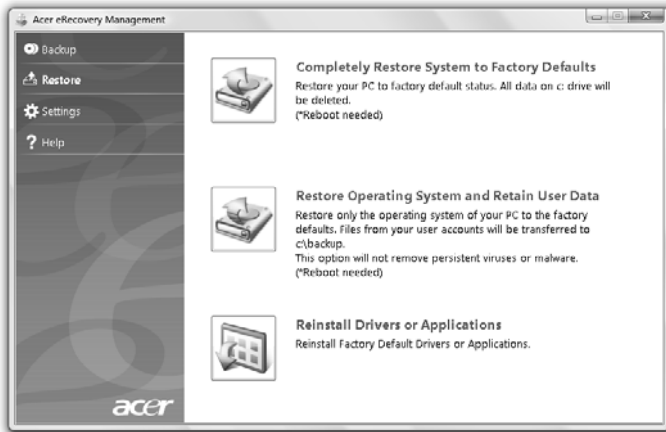 Acer eRecovery Management
Backup
Restore
Settings
Help
Completely Restore System to Factory Defaults
Restore your PC to factory default status. All data on c: drive will
be deleted.
(*Reboot needed)
Restore Operating System and Retain User Data
Restore only the operating system of your PC to the factory
defaults. Files from your user accounts will be transferred to
c:\backup.
This option will not remove persistent viruses or malware.
(*Reboot needed)
Reinstall Drivers or Applications
Reinstall Factory Default Drivers or Applications.
acer